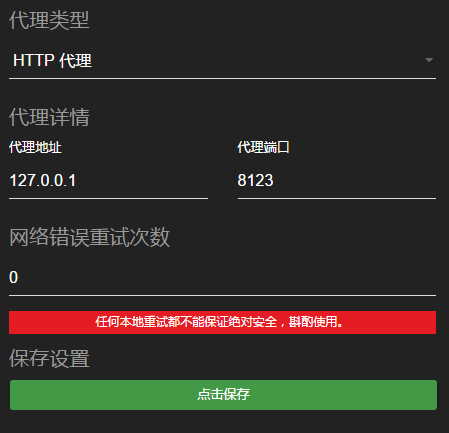 代理类型
HTTP 代理
代理详情
代理地址 代理端口
127.0.0.1 8123
网络错误重试次数
0
任何本地重试都不能保证绝对安全，斟酌使用。
保存设置
点击保存